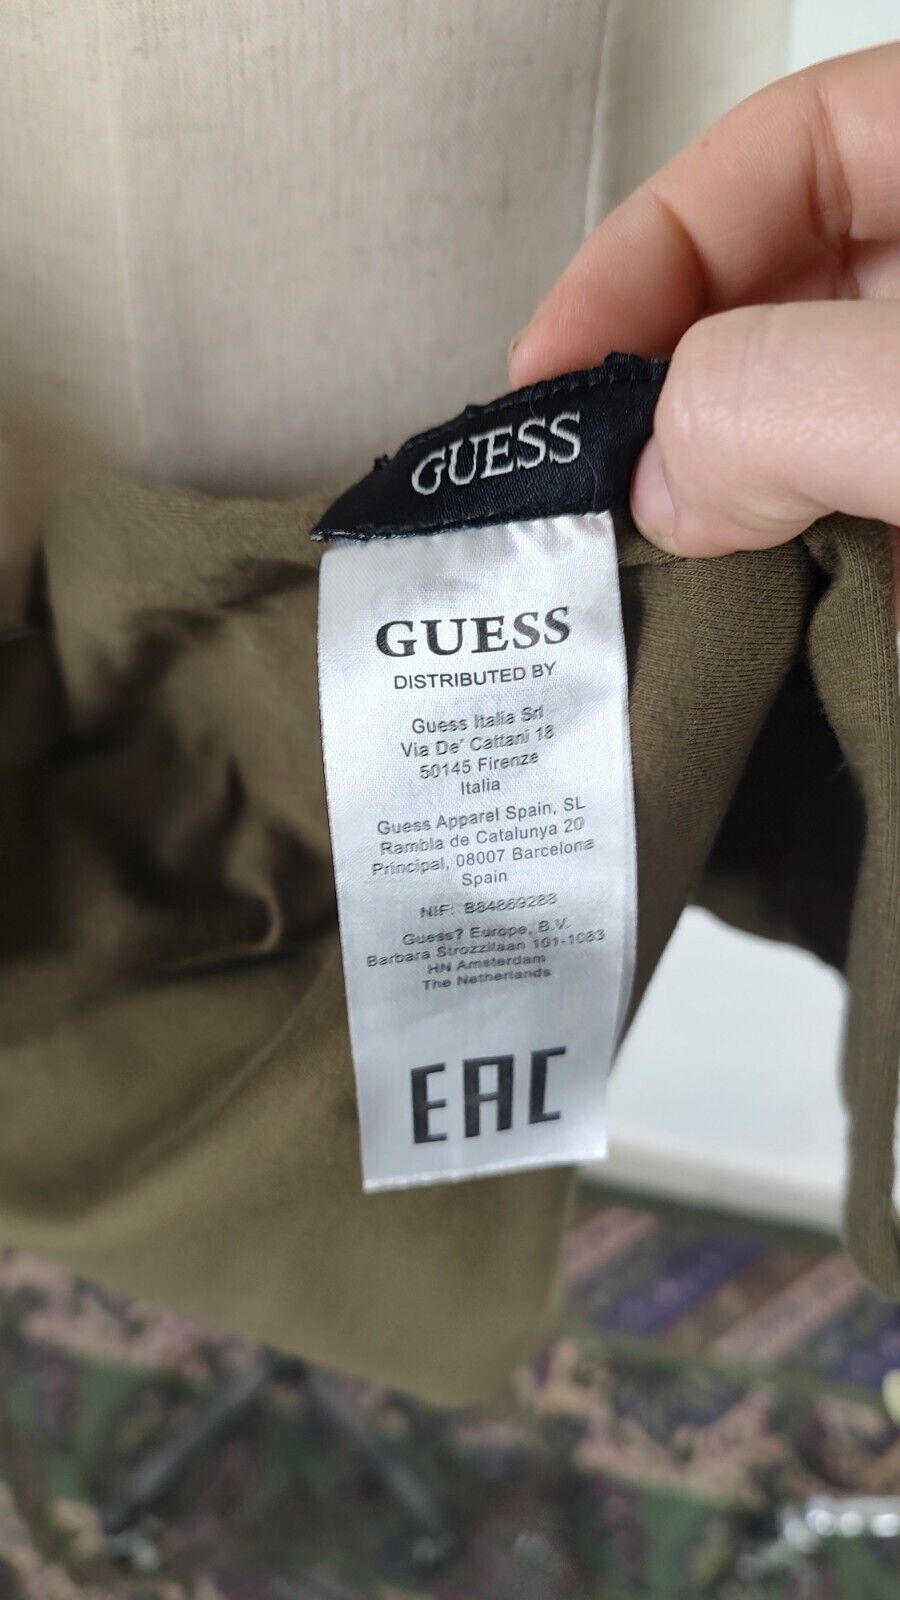 GUESS
GUESS
DISTRIBUTED BY
Guess Italia Srl
Via De' Cattani 18
50145 Firenze
Italia
Guess Apparel Spain, SL
Rambla de Catalunya 20
Principal, 08007 Barcelona
Spain
NIF: B84869288
Guess? Europe, B.V.
Barbara Strozzilaan 101-1083
HN Amsterdam
The Netherlands
EAC